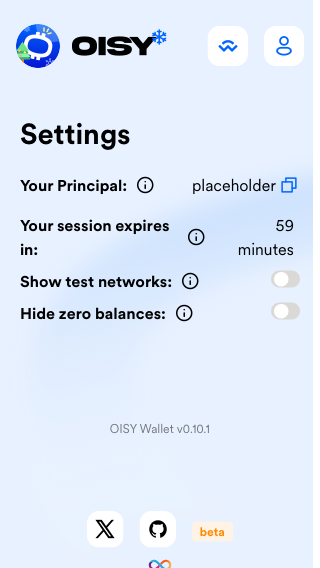 OISY
Settings
Your Principal: placeholder
Your session expires in: 59 minutes
Show test networks:
Hide zero balances:
OISY Wallet v0.10.1
beta